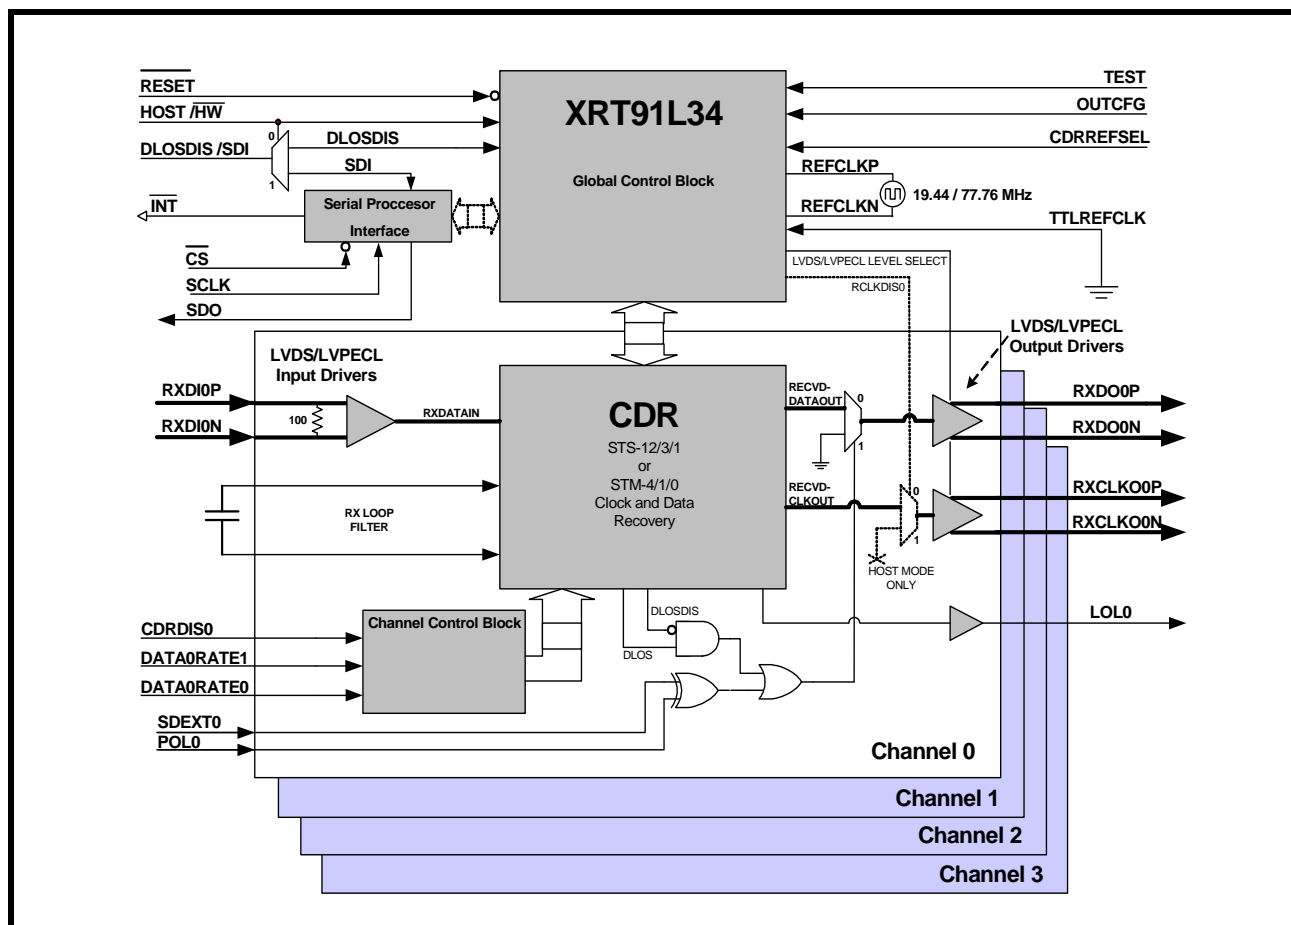 RESET
HOST /HW
DLOSDIS /SDI
0
1
DLOSDIS
SDI
INT
Serial Proccesor
Interface
CS
SCLK
SDO
XRT91L34
Global Control Block
TEST
OUTCFG
CDRREFSEL
REFCLKP
REFCLKN
19.44 / 77.76 MHz
TTLREFCLK
LVDS/LVPECL LEVEL SELECT
RCLKDIS0
LVDS/LVPECL
Output Drivers
LVDS/LVPECL
Input Drivers
RXDI0P
RXDI0N
100
RXDATAIN
CDR
STS-12/3/1
or
STM-4/1/0
Clock and Data
Recovery
RX LOOP
FILTER
RECVD-
DATAOUT
0
1
RECVD-
CLKOUT
0
1
HOST MODE
ONLY
RXDO0P
RXDO0N
RXCLKO0P
RXCLKO0N
LOL0
Channel Control Block
CDRDIS0
DATA0RATE1
DATA0RATE0
SDEXT0
POL0
DLOSDIS
DLOS
Channel 0
Channel 1
Channel 2
Channel 3